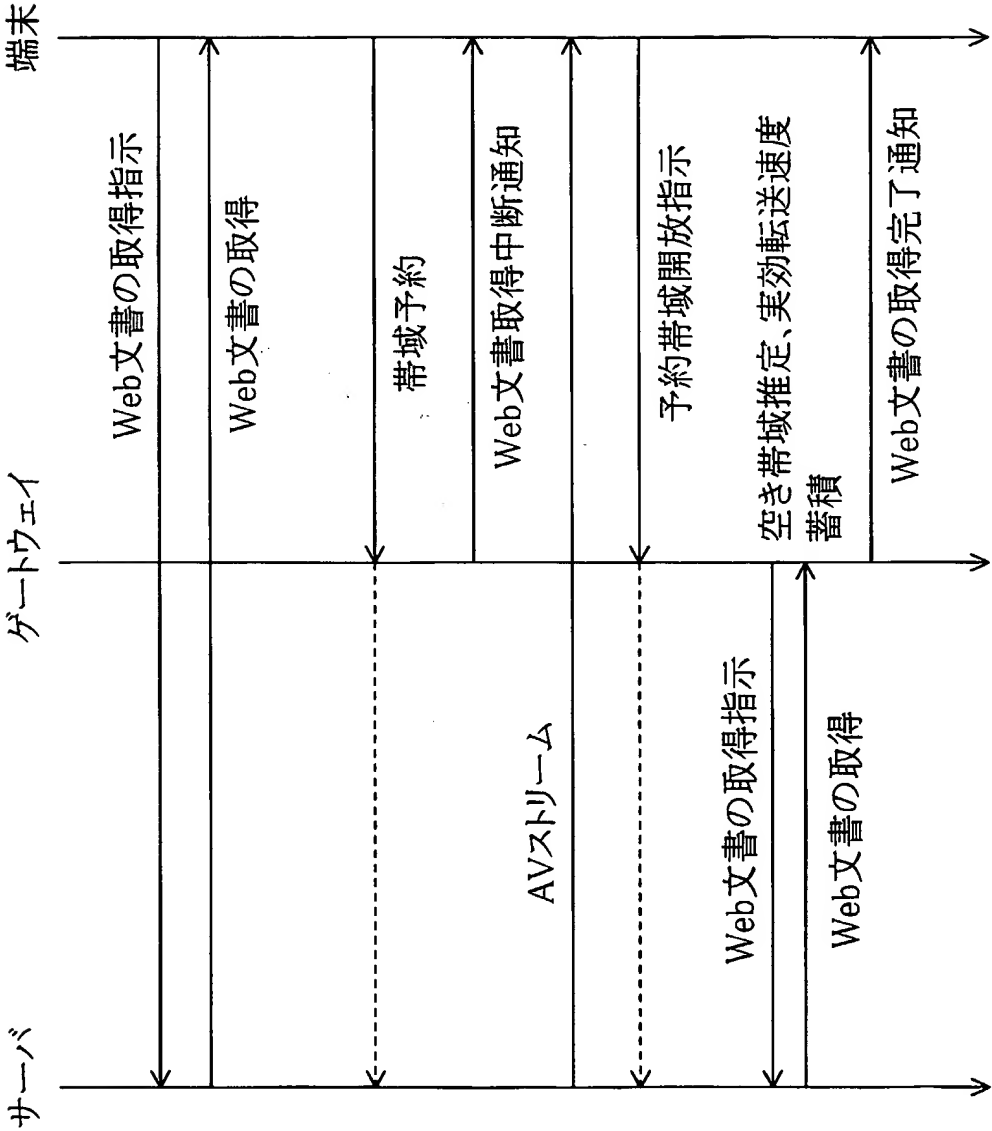 サーバ
ゲートウェイ
端末
Web文書の取得指示
Web文書の取得
帯域予約
Web文書取得中断通知
AVストリーム
予約帯域開放指示
Web文書の取得指示
空き帯域推定、実効転送速度
蓄積
Web文書の取得
Web文書の取得完了通知